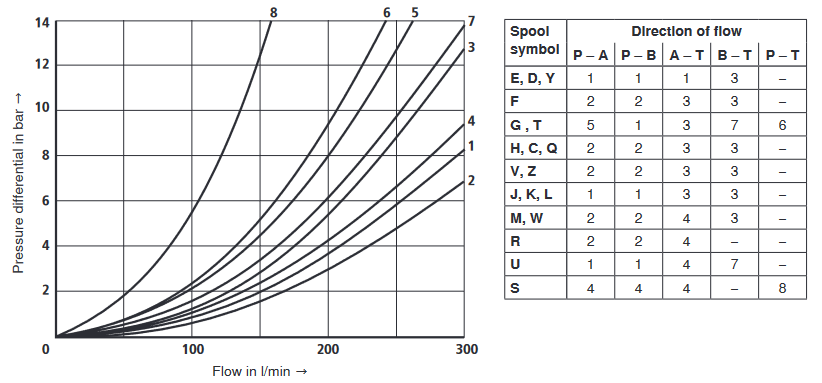 8 6 5 7
3
4
1
2
14
12
10
8
6
4
2
0 100 200 300
Pressure differential in bar →
Flow in l/min →
Spool symbol Direction of flow
P – A P – B A – T B – T P – T
E, D, Y 1 1 1 3 –
F 2 2 3 3 –
G , T 5 1 3 7 6
H, C, Q 2 2 3 3 –
V, Z 2 2 3 3 –
J, K, L 1 1 3 3 –
M, W 2 2 4 3 –
R 2 2 4 – –
U 1 1 4 7 –
S 4 4 4 – 8